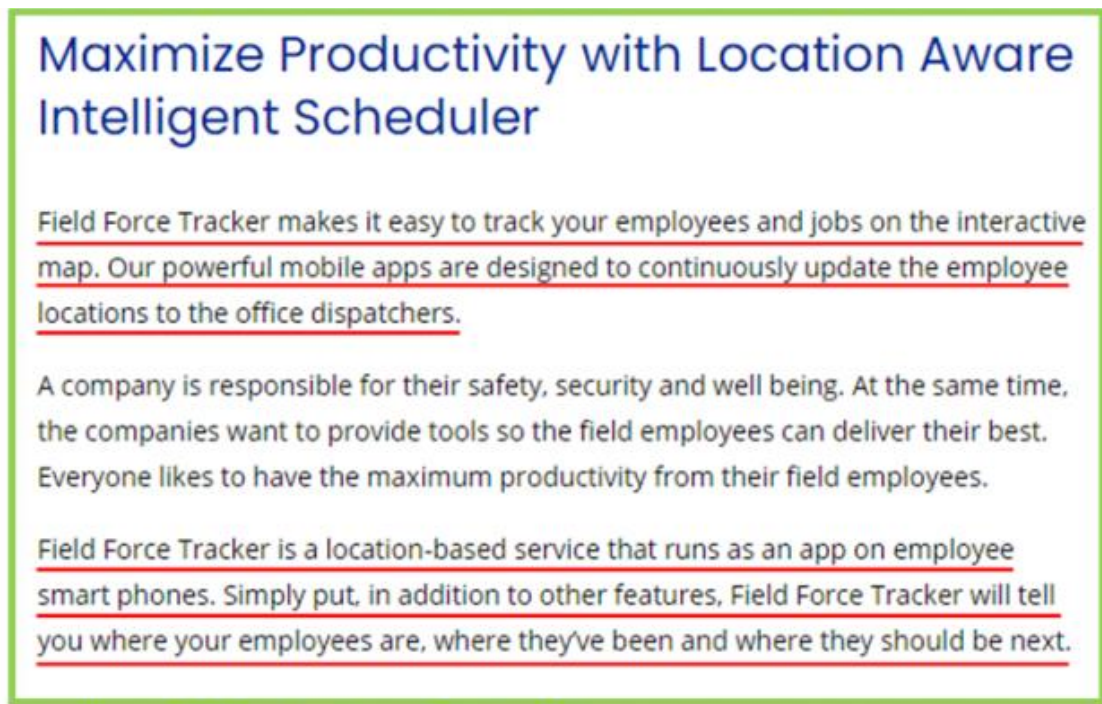 Maximize Productivity with Location Aware
Intelligent Scheduler
Field Force Tracker makes it easy to track your employees and jobs on the interactive
map. Our powerful mobile apps are designed to continuously update the employee
locations to the office dispatchers.
A company is responsible for their safety, security and well being. At the same time,
the companies want to provide tools so the field employees can deliver their best.
Everyone likes to have the maximum productivity from their field employees.
Field Force Tracker is a location-based service that runs as an app on employee
smart phones. Simply put, in addition to other features, Field Force Tracker will tell
you where your employees are, where they’ve been and where they should be next.